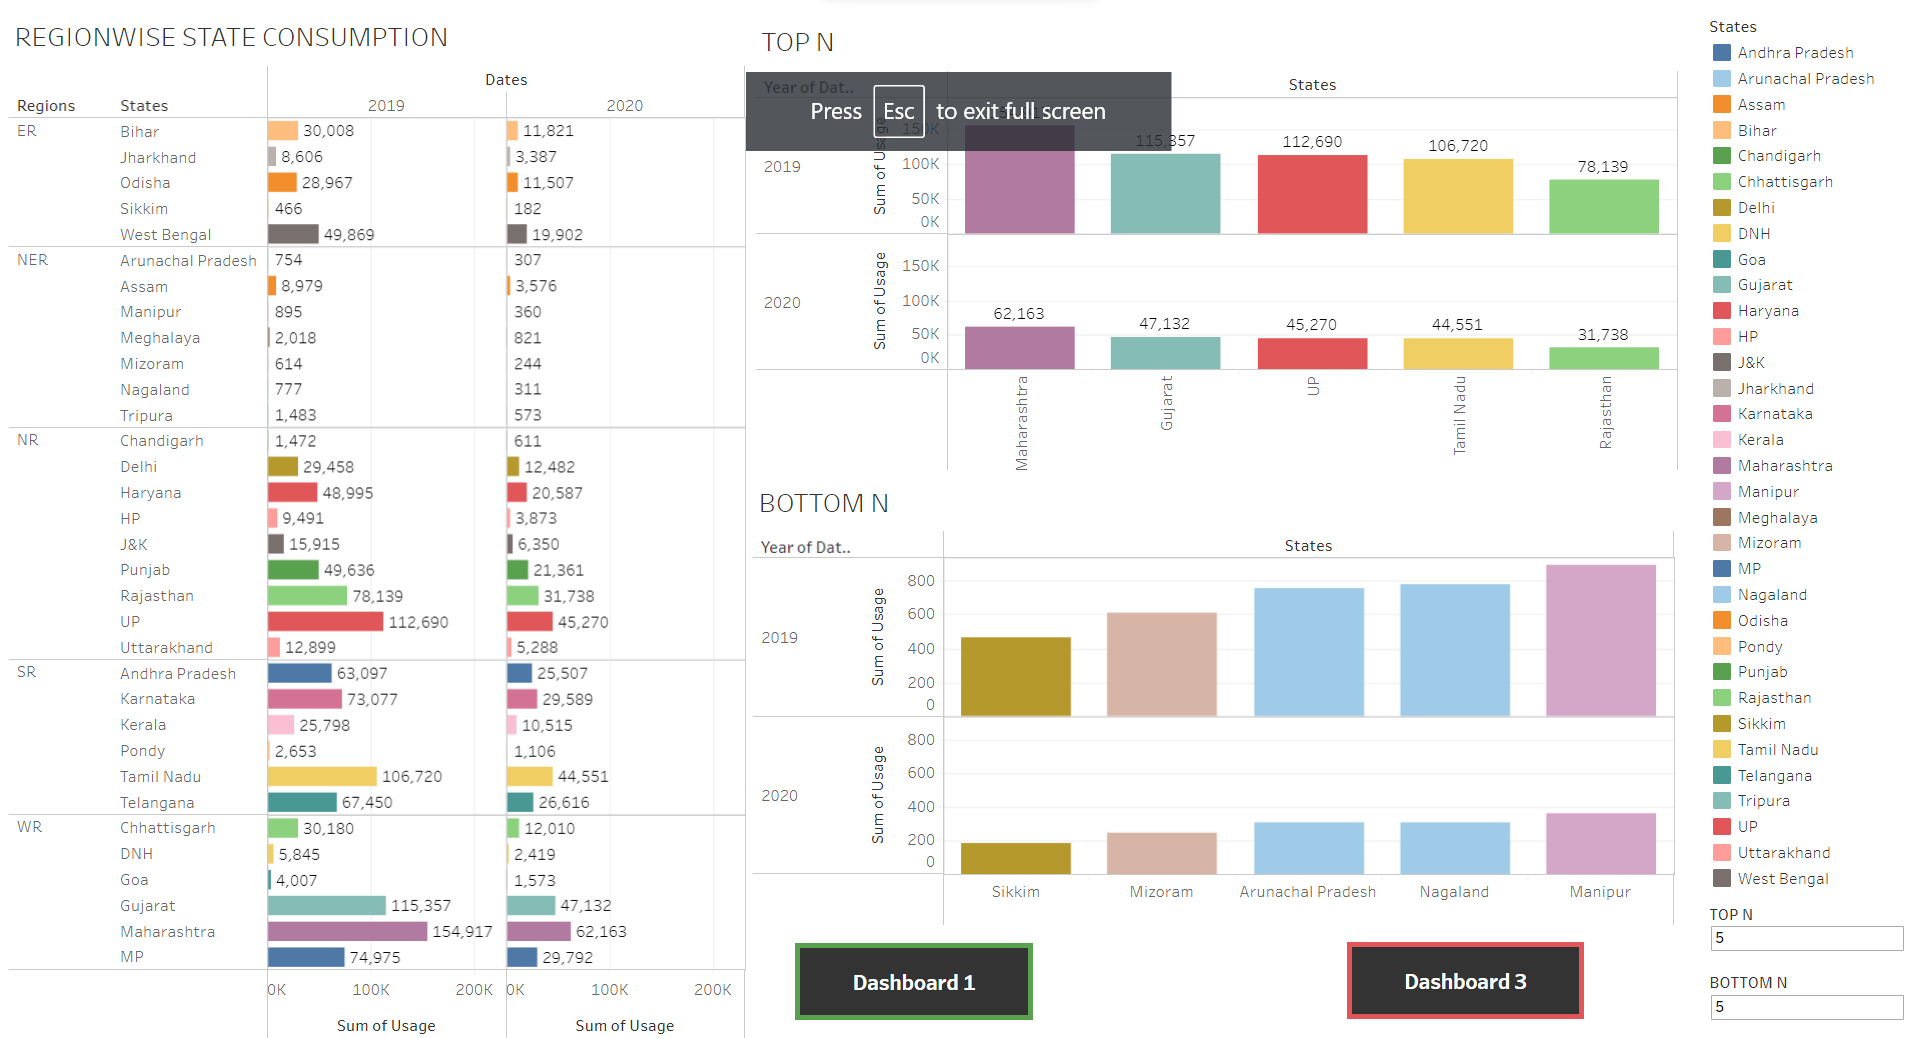 REGIONWISE STATE CONSUMPTION
Dates
Regions States 2019 2020
ER Bihar 30,008 11,821
Jharkhand 8,606 3,387
Odisha 28,967 11,507
Sikkim 466 182
West Bengal 49,869 19,902
NER Arunachal Pradesh 754 307
Assam 8,979 3,576
Manipur 895 360
Meghalaya 2,018 821
Mizoram 614 244
Nagaland 777 311
Tripura 1,483 573
NR Chandigarh 1,472 611
Delhi 29,458 12,482
Haryana 48,995 20,587
HP 9,491 3,873
J&K 15,915 6,350
Punjab 49,636 21,361
Rajasthan 78,139 31,738
UP 112,690 45,270
Uttarakhand 12,899 5,288
SR Andhra Pradesh 63,097 25,507
Karnataka 73,077 29,589
Kerala 25,798 10,515
Pondy 2,653 1,106
Tamil Nadu 106,720 44,551
Telangana 67,450 26,616
WR Chhattisgarh 30,180 12,010
DNH 5,845 2,419
Goa 4,007 1,573
Gujarat 115,357 47,132
Maharashtra 154,917 62,163
MP 74,975 29,792
0K 100K 200K 0K 100K 200K
Sum of Usage Sum of Usage
TOP N
Year of Dat.. States
Press Esc to exit full screen
2019
Sum of Usage
150K
100K
50K
0K
115,357 112,690 106,720 78,139
2020
Sum of Usage
150K
100K
50K
0K
62,163 47,132 45,270 44,551 31,738
Maharashtra
Gujarat
UP
Tamil Nadu
Rajasthan
BOTTOM N
Year of Dat.. States
2019
Sum of Usage
800
600
400
200
0
2020
Sum of Usage
800
600
400
200
0
Sikkim Mizoram Arunachal Pradesh Nagaland Manipur
Dashboard 1 Dashboard 3
States
Andhra Pradesh
Arunachal Pradesh
Assam
Bihar
Chandigarh
Chhattisgarh
Delhi
DNH
Goa
Gujarat
Haryana
HP
J&K
Jharkhand
Karnataka
Kerala
Maharashtra
Manipur
Meghalaya
Mizoram
MP
Nagaland
Odisha
Pondy
Punjab
Rajasthan
Sikkim
Tamil Nadu
Telangana
Tripura
UP
Uttarakhand
West Bengal
TOP N
5
BOTTOM N
5